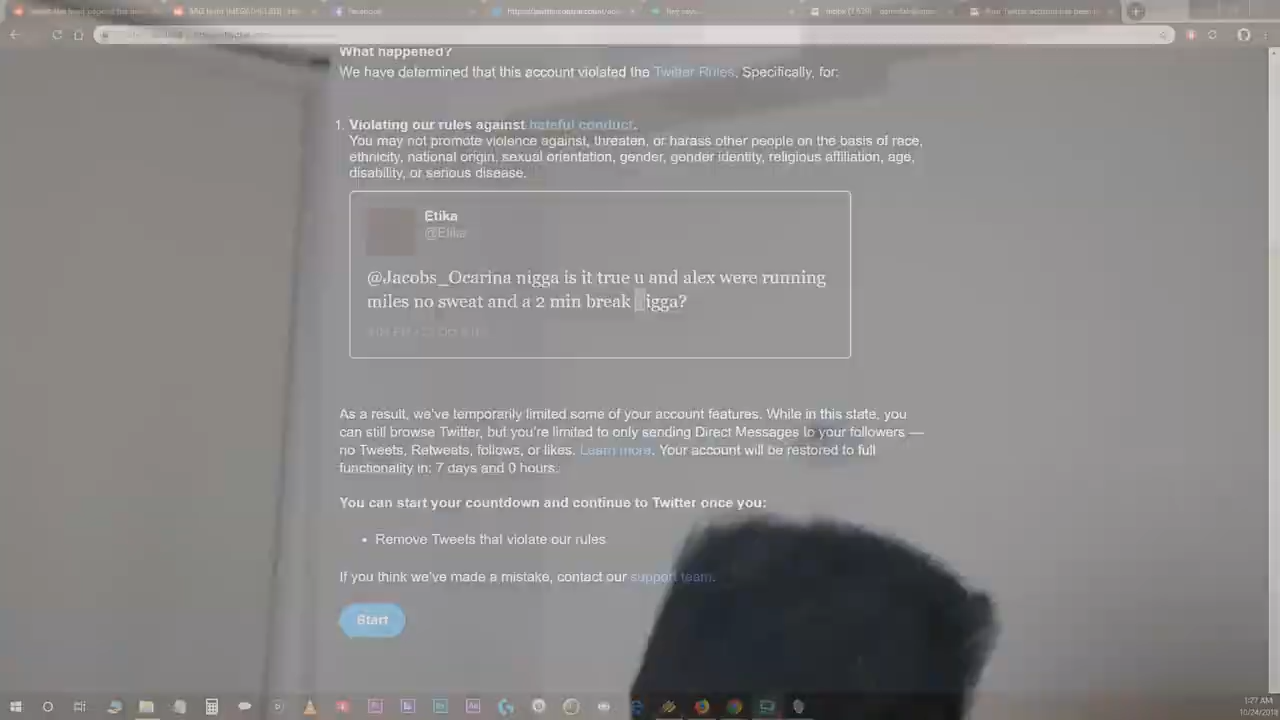 What happened?
We have determined that this account violated the Twitter Rules. Specifically, for:
1. Violating our rules against hateful conduct.
You may not promote violence against, threaten, or harass other people on the basis of race,
ethnicity, national origin, sexual orientation, gender, gender identity, religious affiliation, age,
disability, or serious disease.
Etika
@Etika
@Jacobs_Ocarina nigga is it true u and alex were running
miles no sweat and a 2 min break igga?
As a result, we've temporarily limited some of your account features. While in this state, you
can still browse Twitter, but you're limited to only sending Direct Messages to your followers —
no Tweets, Retweets, follows, or likes. Learn more. Your account will be restored to full
functionality in: 7 days and 0 hours.
You can start your countdown and continue to Twitter once you:
• Remove Tweets that violate our rules
If you think we've made a mistake, contact our support team.
Start
1:27 AM
10/24/2018